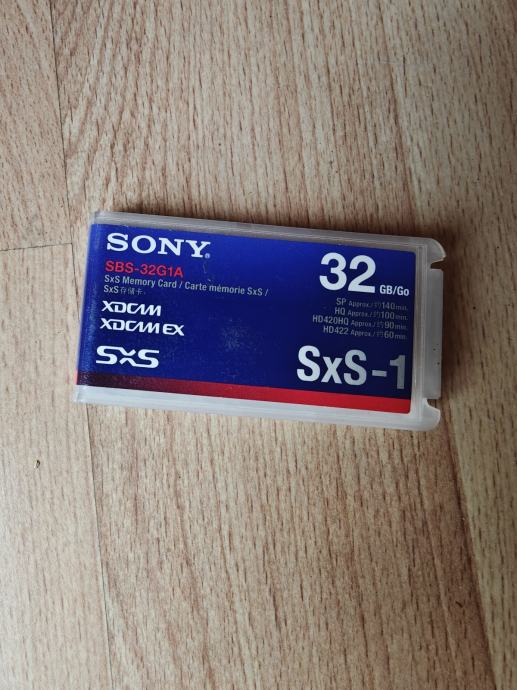 SONY®
SBS-32G1A
SxS Memory Card / Carte mémoire SxS /
SxS存储卡
XDCAM
XDCAM EX
SxS
32 GB/Go
SP Approx./约140min.
HQ Approx./约100min.
HD420HQ Approx./约90min.
HD422 Approx./约60min.
SxS-1